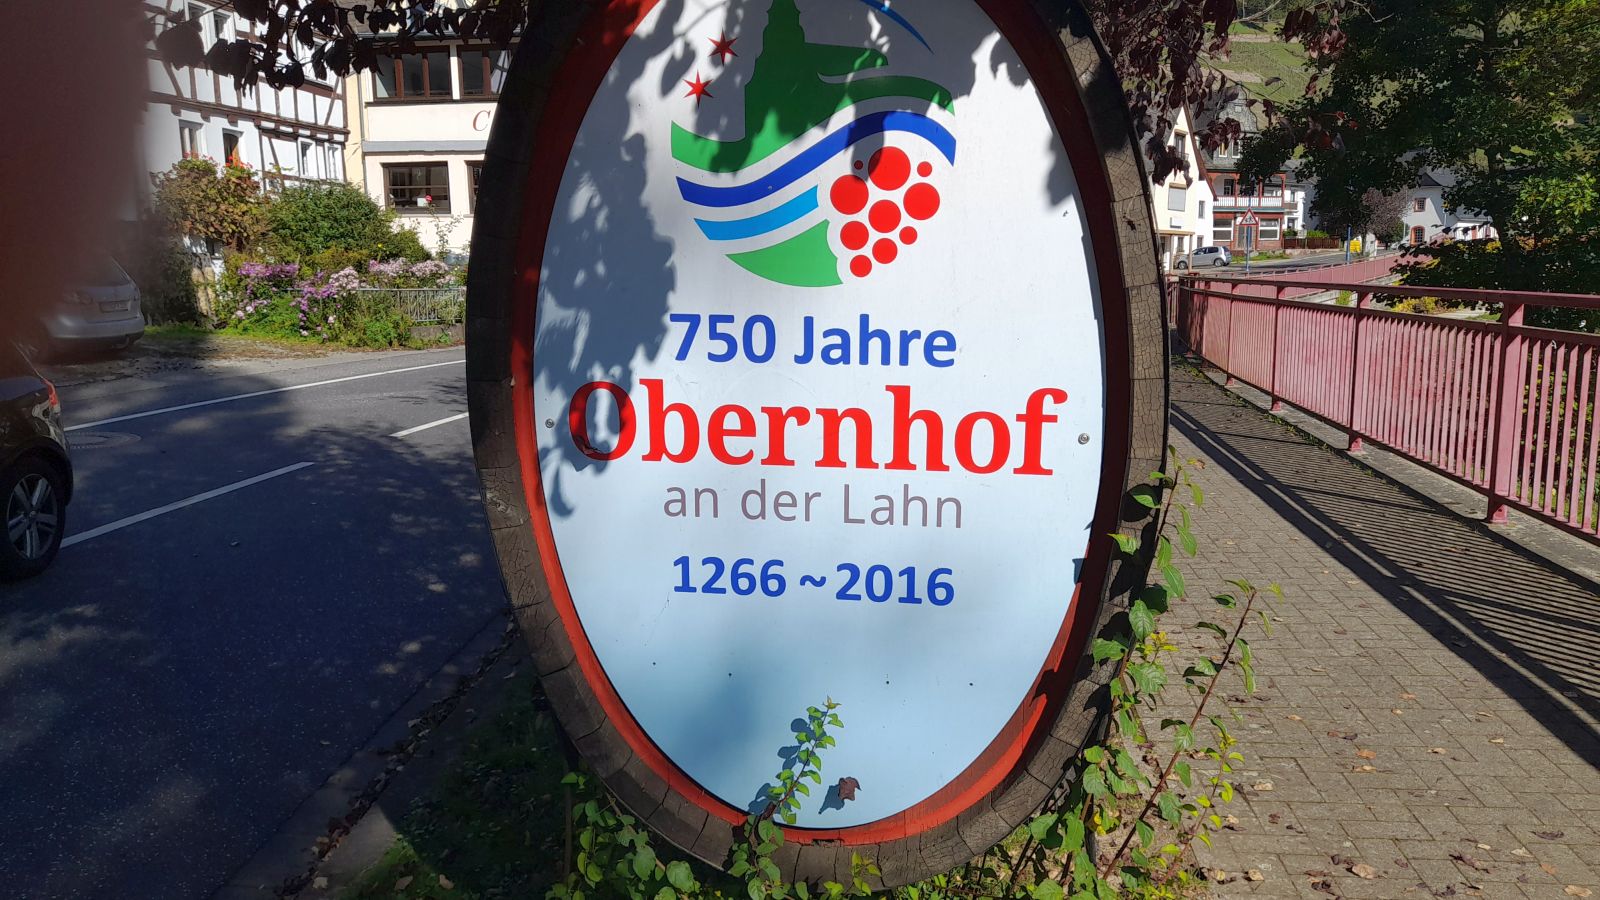 750 Jahre
Obernhof
an der Lahn
1266 ~ 2016